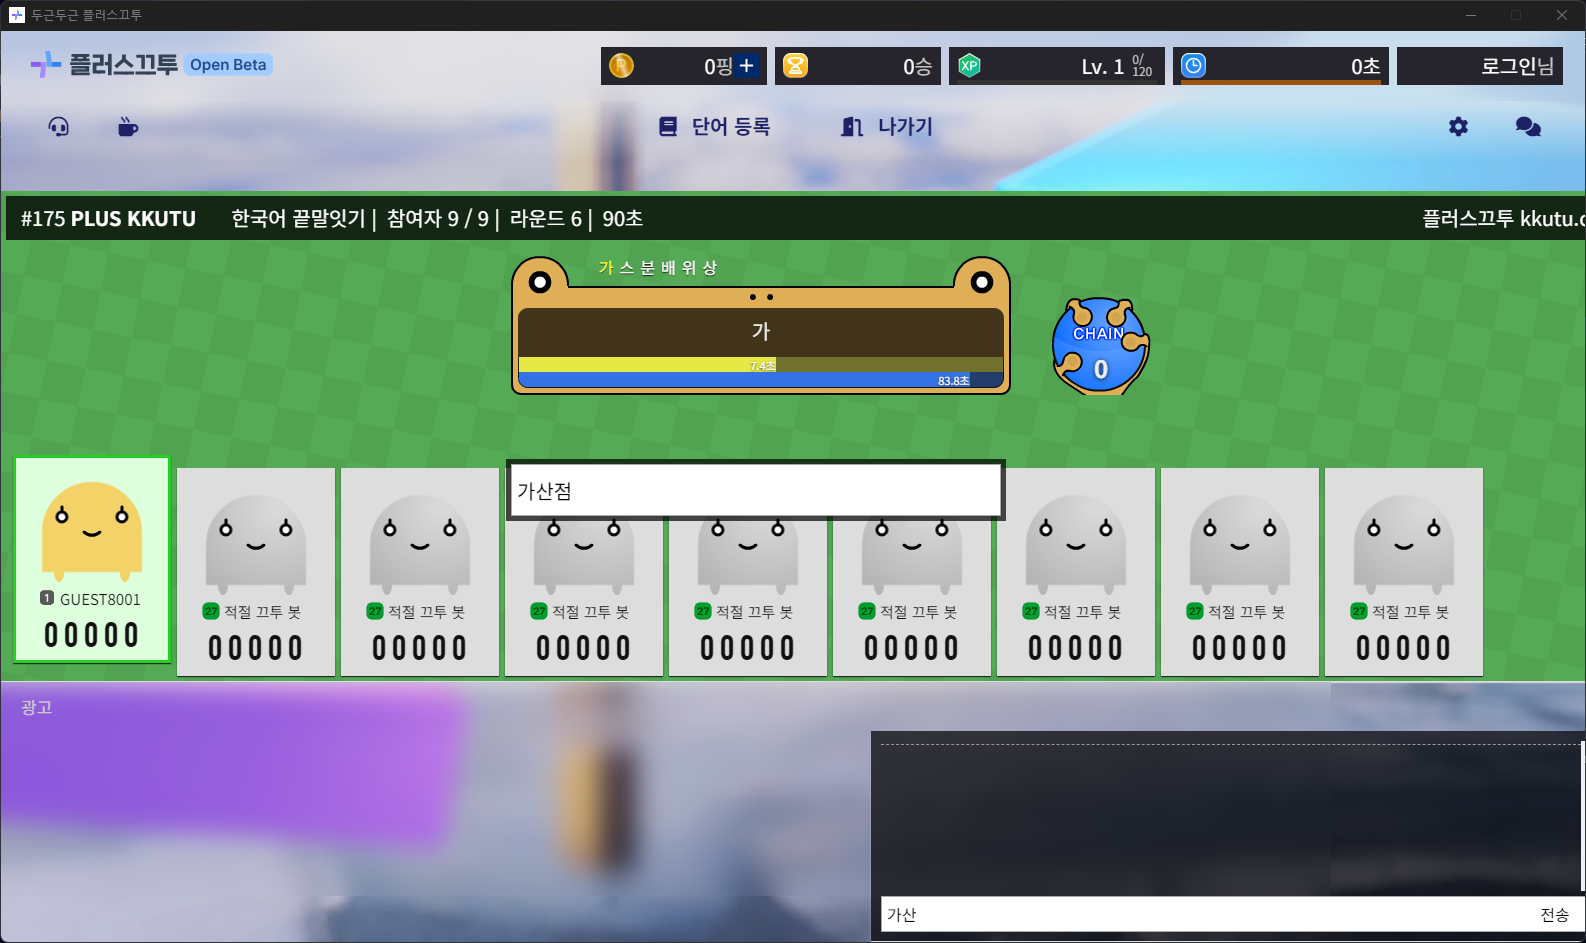 두근두근 플러스끄투
플러스끄투 Open Beta
0핑
0승
XP Lv. 1 0/120
0초
로그인님
단어 등록
나가기
#175 PLUS KKUTU 한국어 끝말잇기 | 참여자 9 / 9 | 라운드 6 | 90초
플러스끄투 kkutu.
가스분배위상
가
7.4초
83.8초
CHAIN
0
가산점
1 GUEST8001
00000
27 적절 끄투 봇
00000
27 적절 끄투 봇
00000
27 적절 끄투 봇
00000
27 적절 끄투 봇
00000
27 적절 끄투 봇
00000
27 적절 끄투 봇
00000
27 적절 끄투 봇
00000
27 적절 끄투 봇
00000
광고
가산
전송